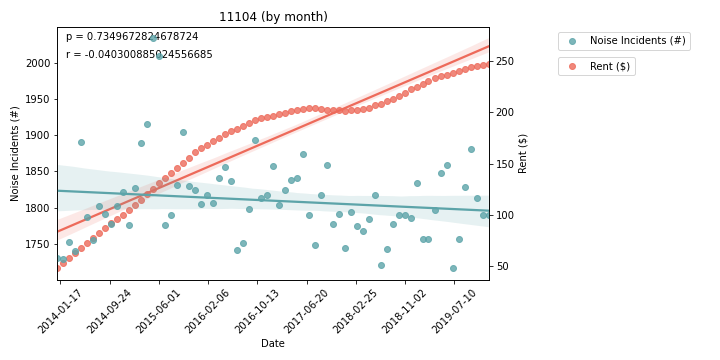 11104 (by month)
p = 0.7349672824678724
r = -0.040300885024556685
Noise Incidents (#)
Rent ($)
2000
1950
1900
1850
1800
1750
Noise Incidents (#)
250
200
150
100
50
Rent ($)
2014-01-17
2014-09-24
2015-06-01
2016-02-06
2016-10-13
2017-06-20
2018-02-25
2018-11-02
2019-07-10
Date